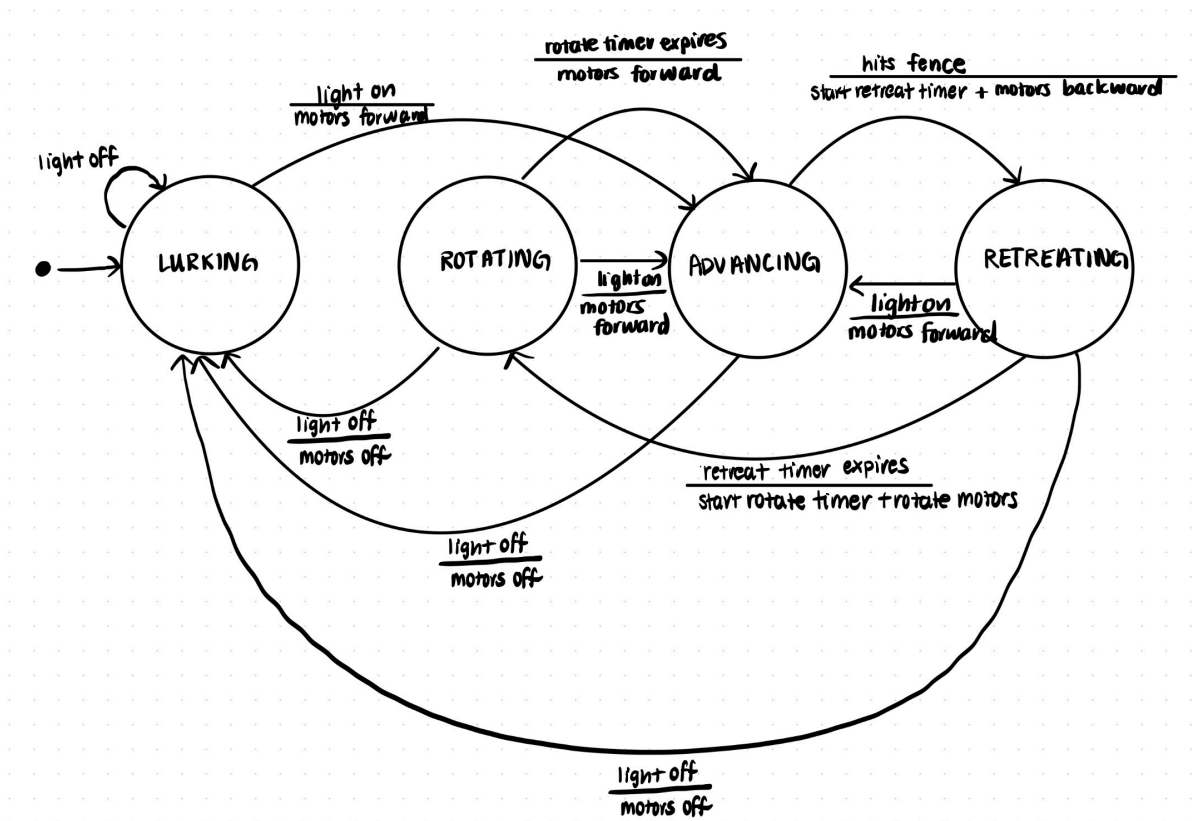 rotate timer expires
motors forward
hits fence
start retreat timer + motors backward
light on
motors forward
light off
LURKING
ROTATING
ADVANCING
RETREATING
light on
motors
forward
light on
motors forward
light off
motors off
retreat timer expires
start rotate timer + rotate motors
light off
motors off
light off
motors off